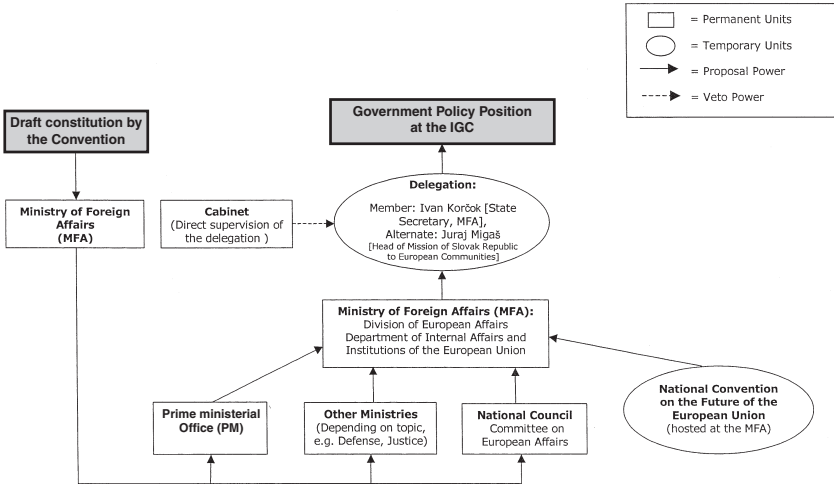 = Permanent Units
= Temporary Units
= Proposal Power
= Veto Power
Draft constitution by
the Convention
Government Policy Position
at the IGC
Ministry of Foreign
Affairs
(MFA)
Cabinet
(Direct supervision of
the delegation )
Delegation:
Member: Ivan Korčok [State
Secretary, MFA],
Alternate: Juraj Migaš
[Head of Mission of Slovak Republic
to European Communities]
Ministry of Foreign Affairs (MFA):
Division of European Affairs
Department of Internal Affairs and
Institutions of the European Union
Prime ministerial
Office (PM)
Other Ministries
(Depending on topic,
e.g. Defense, Justice)
National Council
Committee on
European Affairs
National Convention
on the Future of the
European Union
(hosted at the MFA)